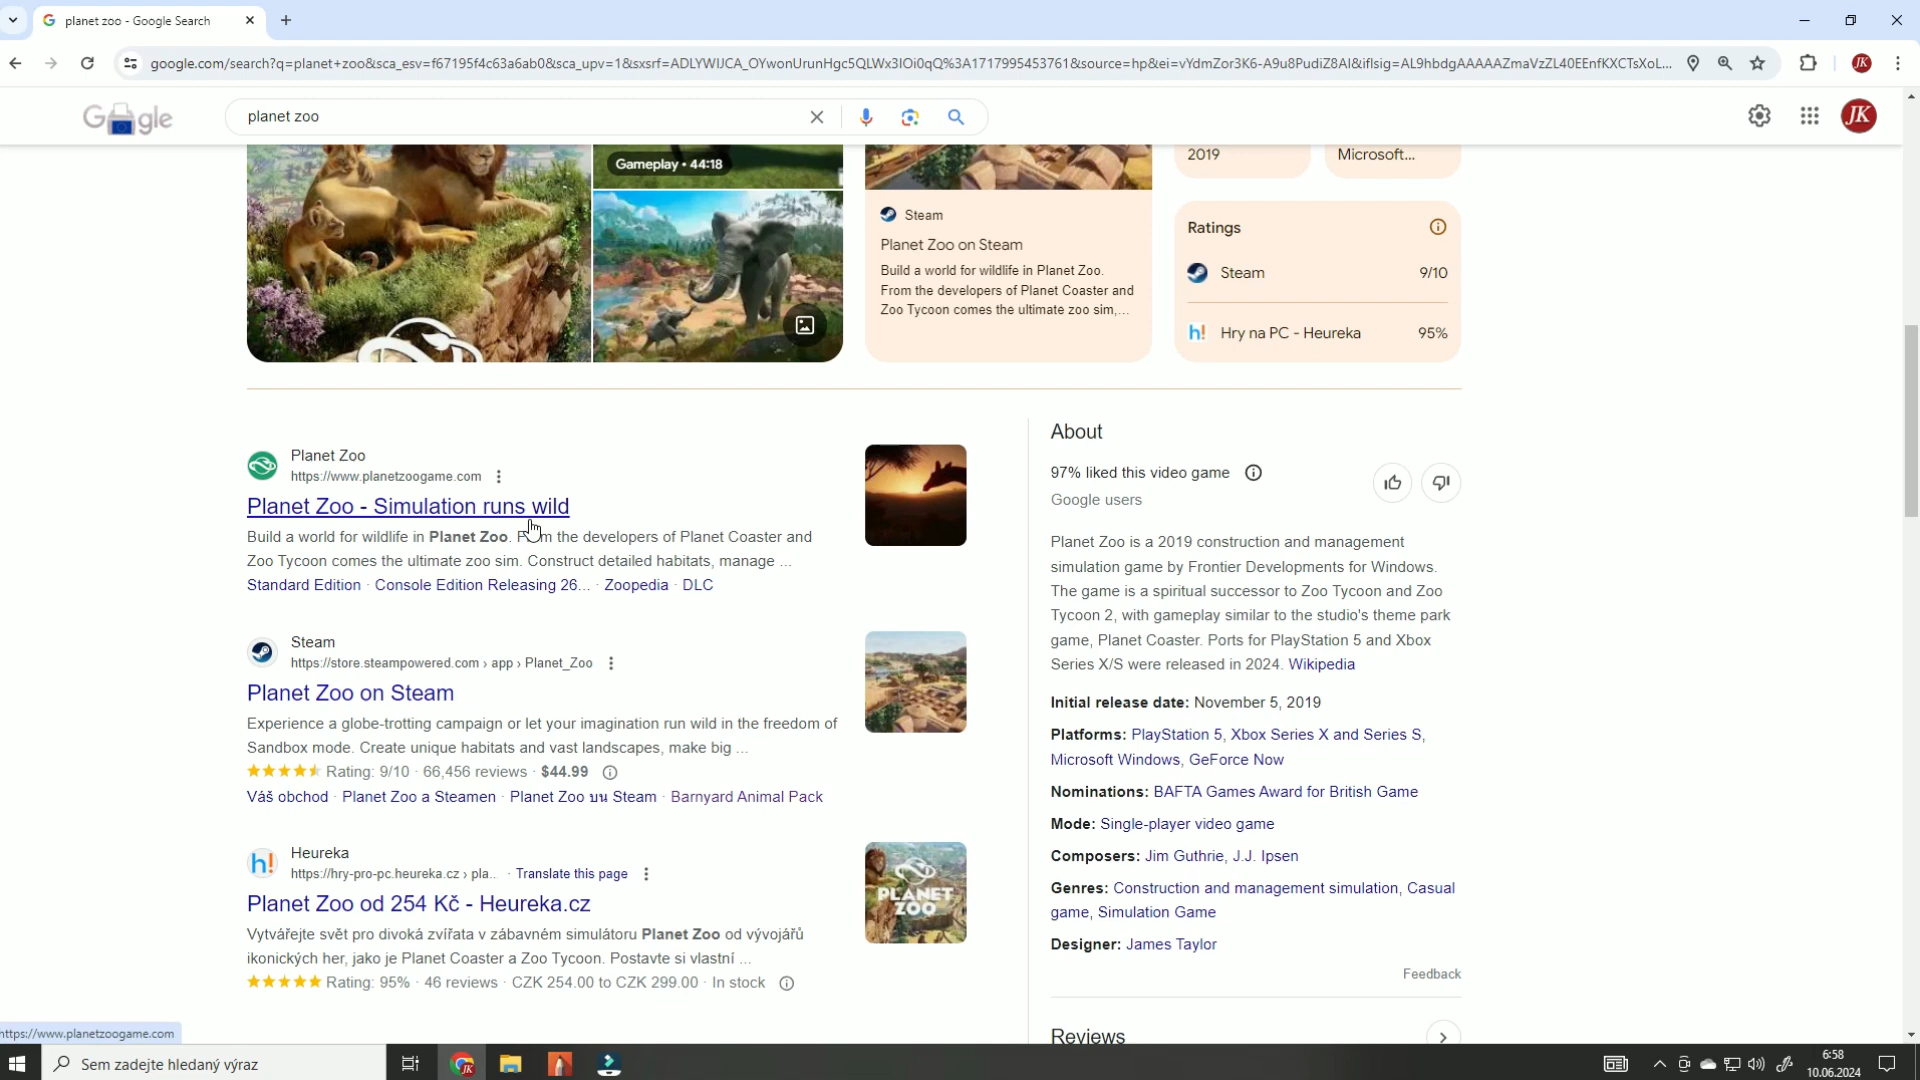 planet zoo - Google Search
google.com/search?q=planet+zoo&sca_esv=f67195f4c63a6ab0&sca_upv=1&sxsrf=ADLYWIJCA_OYwonUrunHgc5QLWx3IOi0qQ%3A1717995453761&source=hp&ei=vYdmZor3K6-A9u8PudiZ8AI&iflsig=AL9hbdgAAAAAZmaVzZL40EEnfKXCTsXoL...
JK
planet zoo
JK
Gameplay • 44:18
2019
Microsoft...
Steam
Planet Zoo on Steam
Build a world for wildlife in Planet Zoo.
From the developers of Planet Coaster and
Zoo Tycoon comes the ultimate zoo sim,...
Ratings
Steam 9/10
Hry na PC - Heureka 95%
Planet Zoo
https://www.planetzoogame.com
Planet Zoo - Simulation runs wild
Build a world for wildlife in Planet Zoo. From the developers of Planet Coaster and
Zoo Tycoon comes the ultimate zoo sim. Construct detailed habitats, manage ...
Standard Edition · Console Edition Releasing 26... · Zoopedia · DLC
Steam
https://store.steampowered.com › app › Planet_Zoo
Planet Zoo on Steam
Experience a globe-trotting campaign or let your imagination run wild in the freedom of
Sandbox mode. Create unique habitats and vast landscapes, make big ...
Rating: 9/10 · 66,456 reviews · $44.99
Váš obchod · Planet Zoo a Steamen · Planet Zoo บน Steam · Barnyard Animal Pack
h!
Heureka
https://hry-pro-pc.heureka.cz › pla... · Translate this page
Planet Zoo od 254 Kč - Heureka.cz
Vytvářejte svět pro divoká zvířata v zábavném simulátoru Planet Zoo od vývojářů
ikonických her, jako je Planet Coaster a Zoo Tycoon. Postavte si vlastní ...
Rating: 95% · 46 reviews · CZK 254.00 to CZK 299.00 · In stock
PLANET
ZOO
About
97% liked this video game
Google users
Planet Zoo is a 2019 construction and management
simulation game by Frontier Developments for Windows.
The game is a spiritual successor to Zoo Tycoon and Zoo
Tycoon 2, with gameplay similar to the studio's theme park
game, Planet Coaster. Ports for PlayStation 5 and Xbox
Series X/S were released in 2024. Wikipedia
Initial release date: November 5, 2019
Platforms: PlayStation 5, Xbox Series X and Series S,
Microsoft Windows, GeForce Now
Nominations: BAFTA Games Award for British Game
Mode: Single-player video game
Composers: Jim Guthrie, J.J. Ipsen
Genres: Construction and management simulation, Casual
game, Simulation Game
Designer: James Taylor
Feedback
Reviews
https://www.planetzoogame.com
Sem zadejte hledaný výraz
6:58
10.06.2024